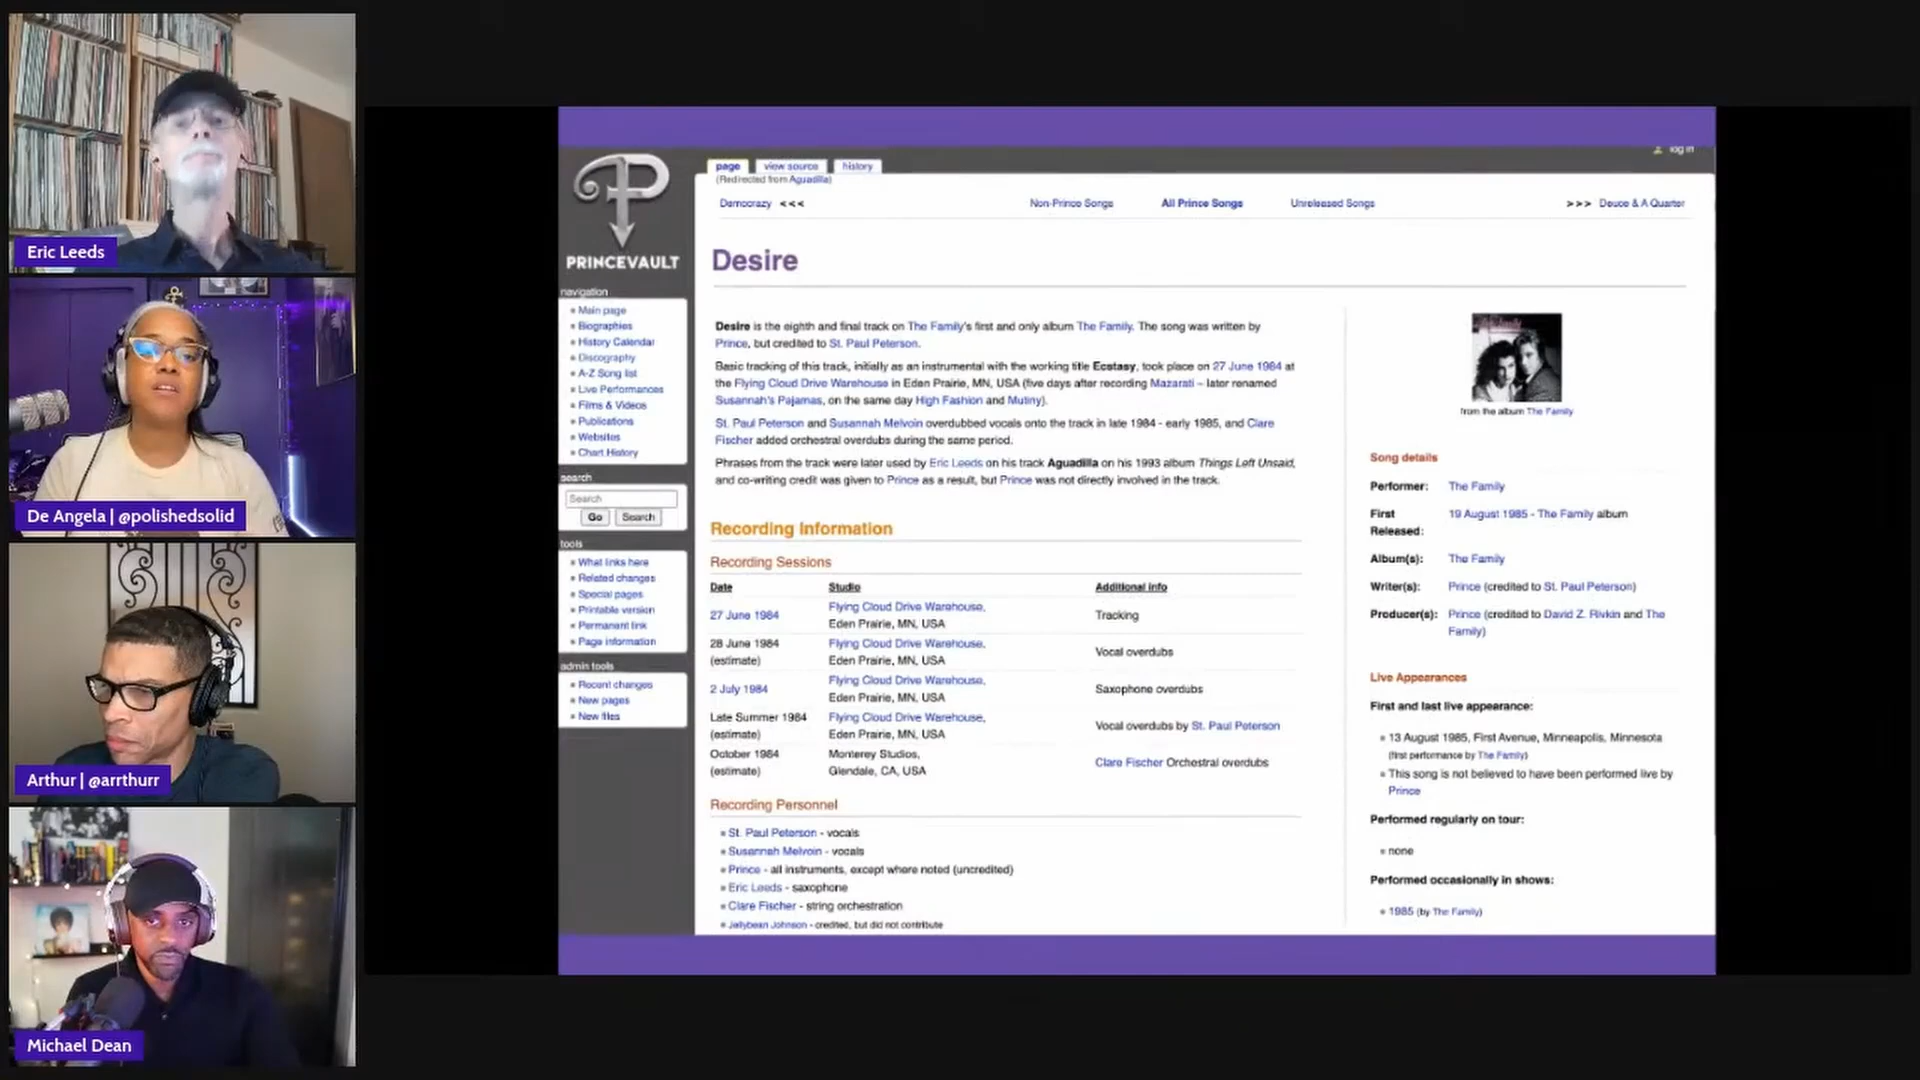 Eric Leeds
De Angela | @polishedsolid
Arthur | @arrthurr
Michael Dean
PRINCEVAULT
navigation
Main page
Biographies
History Calendar
Discography
A-Z Song list
Live Performances
Films & Videos
Publications
Websites
Chart History
search
Search
Go Search
tools
What links here
Related changes
Special pages
Printable version
Permanent link
Page information
admin tools
Recent changes
New pages
New files
log in
page view source history
(Redirected from Aguadilla)
Democracy <<< Non-Prince Songs All Prince Songs Unreleased Songs >>> Deuce & A Quarter
Desire
Desire is the eighth and final track on The Family's first and only album The Family. The song was written by
Prince, but credited to St. Paul Peterson.
Basic tracking of this track, initially as an instrumental with the working title Ecstasy, took place on 27 June 1984 at
the Flying Cloud Drive Warehouse in Eden Prairie, MN, USA (five days after recording Mazarati – later renamed
Susannah's Pajamas, on the same day High Fashion and Mutiny).
St. Paul Peterson and Susannah Melvoin overdubbed vocals onto the track in late 1984 - early 1985, and Clare
Fischer added orchestral overdubs during the same period.
Phrases from the track were later used by Eric Leeds on his track Aguadilla on his 1993 album Things Left Unsaid,
and co-writing credit was given to Prince as a result, but Prince was not directly involved in the track.
Recording Information
Recording Sessions
Date Studio Additional info
27 June 1984 Flying Cloud Drive Warehouse, Eden Prairie, MN, USA Tracking
28 June 1984 (estimate) Flying Cloud Drive Warehouse, Eden Prairie, MN, USA Vocal overdubs
2 July 1984 Flying Cloud Drive Warehouse, Eden Prairie, MN, USA Saxophone overdubs
Late Summer 1984 (estimate) Flying Cloud Drive Warehouse, Eden Prairie, MN, USA Vocal overdubs by St. Paul Peterson
October 1984 (estimate) Monterey Studios, Glendale, CA, USA Clare Fischer Orchestral overdubs
Recording Personnel
St. Paul Peterson - vocals
Susannah Melvoin - vocals
Prince - all instruments, except where noted (uncredited)
Eric Leeds - saxophone
Clare Fischer - string orchestration
Jellybean Johnson - credited, but did not contribute
from the album The Family
Song details
Performer: The Family
First Released: 19 August 1985 - The Family album
Album(s): The Family
Writer(s): Prince (credited to St. Paul Peterson)
Producer(s): Prince (credited to David Z. Rivkin and The
Family)
Live Appearances
First and last live appearance:
13 August 1985, First Avenue, Minneapolis, Minnesota
(first performance by The Family)
This song is not believed to have been performed live by
Prince
Performed regularly on tour:
none
Performed occasionally in shows:
1985 (by The Family)